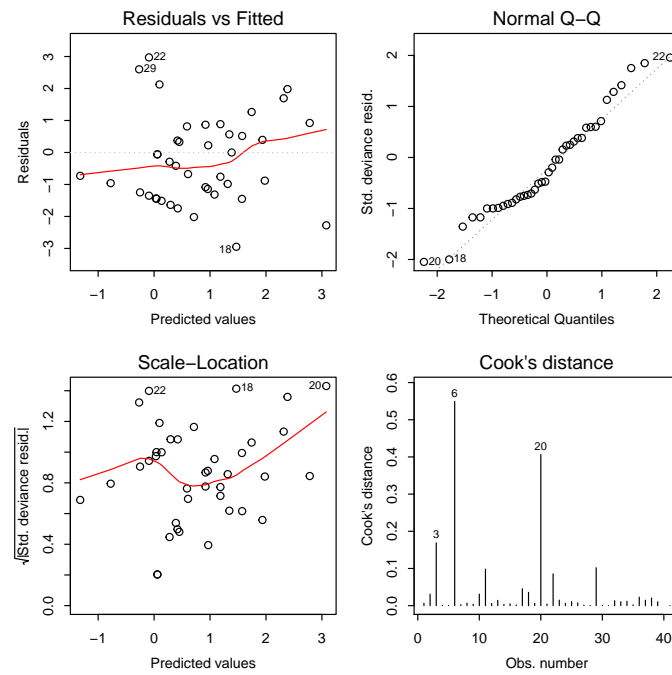 Residuals vs Fitted
Residuals
3
2
1
0
−1
−2
−3
22
29
18
−1 0 1 2 3
Predicted values
Normal Q−Q
Std. deviance resid.
2
1
0
−1
−2
22
20
18
−2 −1 0 1 2
Theoretical Quantiles
Scale−Location
√|Std. deviance resid.|
1.2
0.8
0.4
0.0
22
18
20
−1 0 1 2 3
Predicted values
Cook's distance
Cook's distance
0.6
0.5
0.4
0.3
0.2
0.1
0.0
6
20
3
0 10 20 30 40
Obs. number